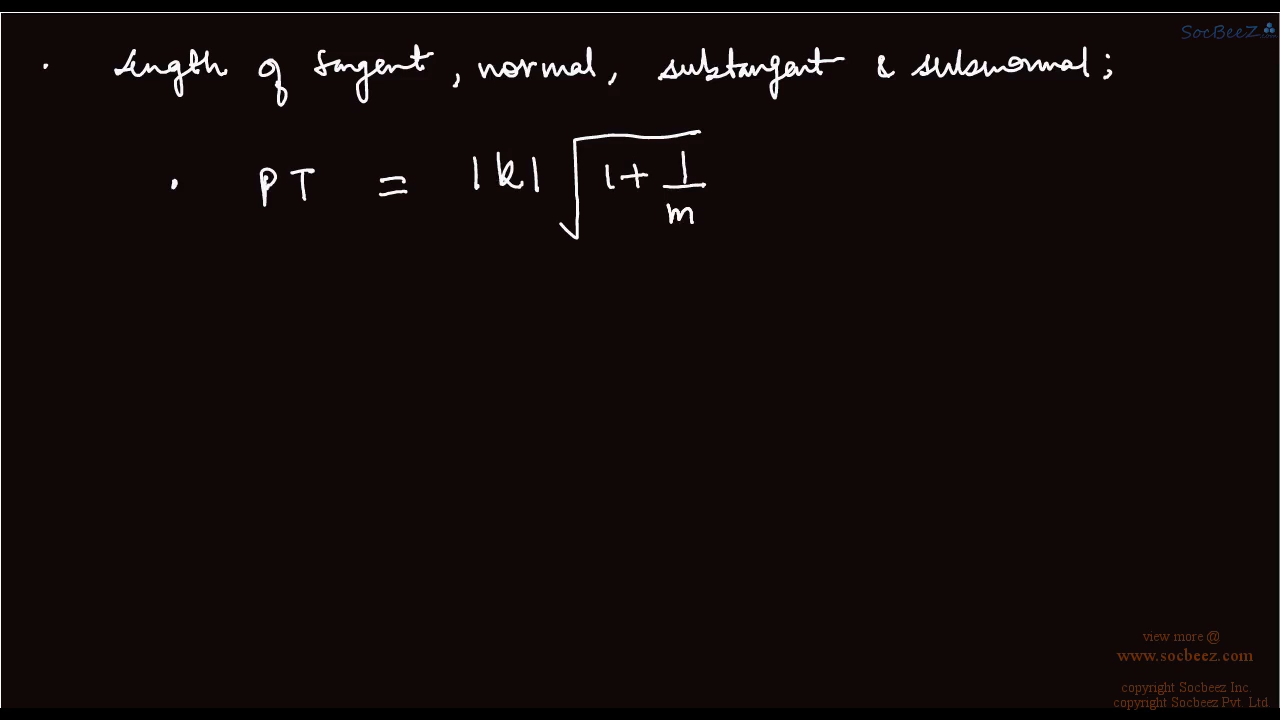 SocBeeZ.com
· Length of tangent, normal, subtangent & subnormal;
· PT = |k| √(1 + 1/m)
view more @
www.socbeez.com
copyright Socbeez Inc.
copyright Socbeez Pvt. Ltd.